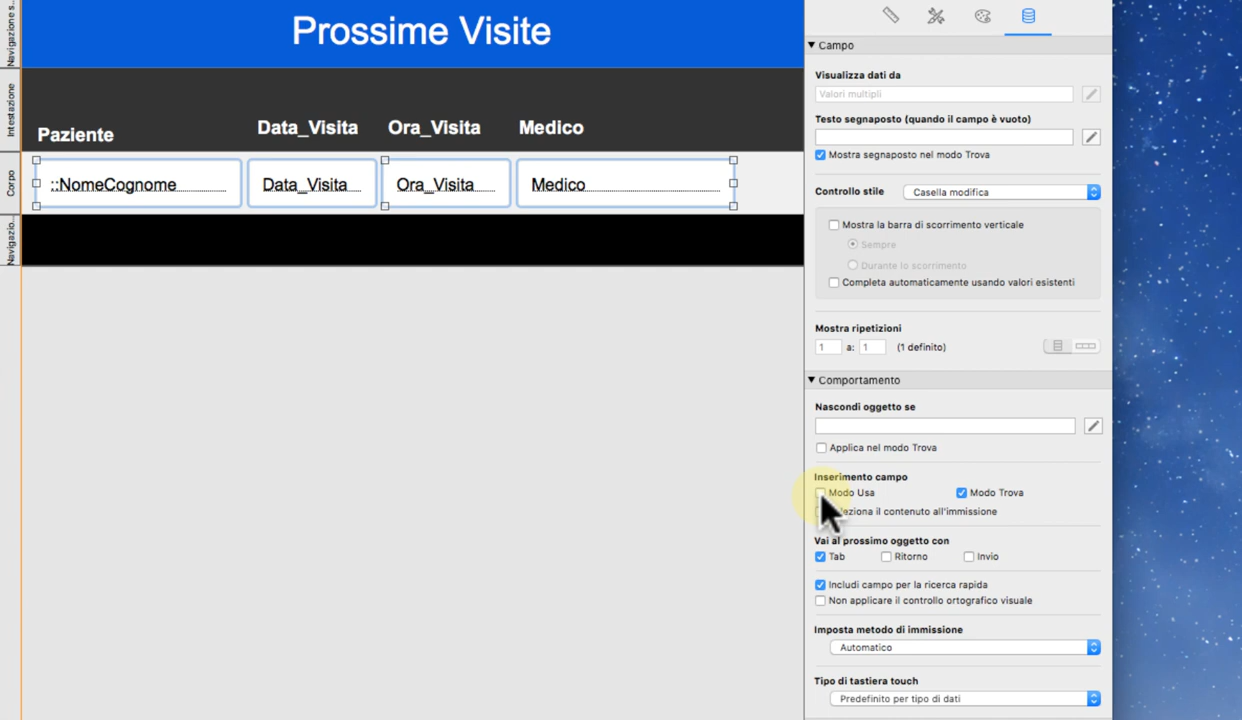 Prossime Visite
Navigazione s...
Intestazione
Paziente
Data_Visita
Ora_Visita
Medico
Corpo
::NomeCognome
Data_Visita
Ora_Visita
Medico
Navigazio...
Campo
Visualizza dati da
Valori multipli
Testo segnaposto (quando il campo è vuoto)
Mostra segnaposto nel modo Trova
Controllo stile
Casella modifica
Mostra la barra di scorrimento verticale
Sempre
Durante lo scorrimento
Completa automaticamente usando valori esistenti
Mostra ripetizioni
1 a: 1 (1 definito)
Comportamento
Nascondi oggetto se
Applica nel modo Trova
Inserimento campo
Modo Usa
Modo Trova
il contenuto all'immissione
Vai al prossimo oggetto con
Tab
Ritorno
Invio
Includi campo per la ricerca rapida
Non applicare il controllo ortografico visuale
Imposta metodo di immissione
Automatico
Tipo di tastiera touch
Predefinito per tipo di dati